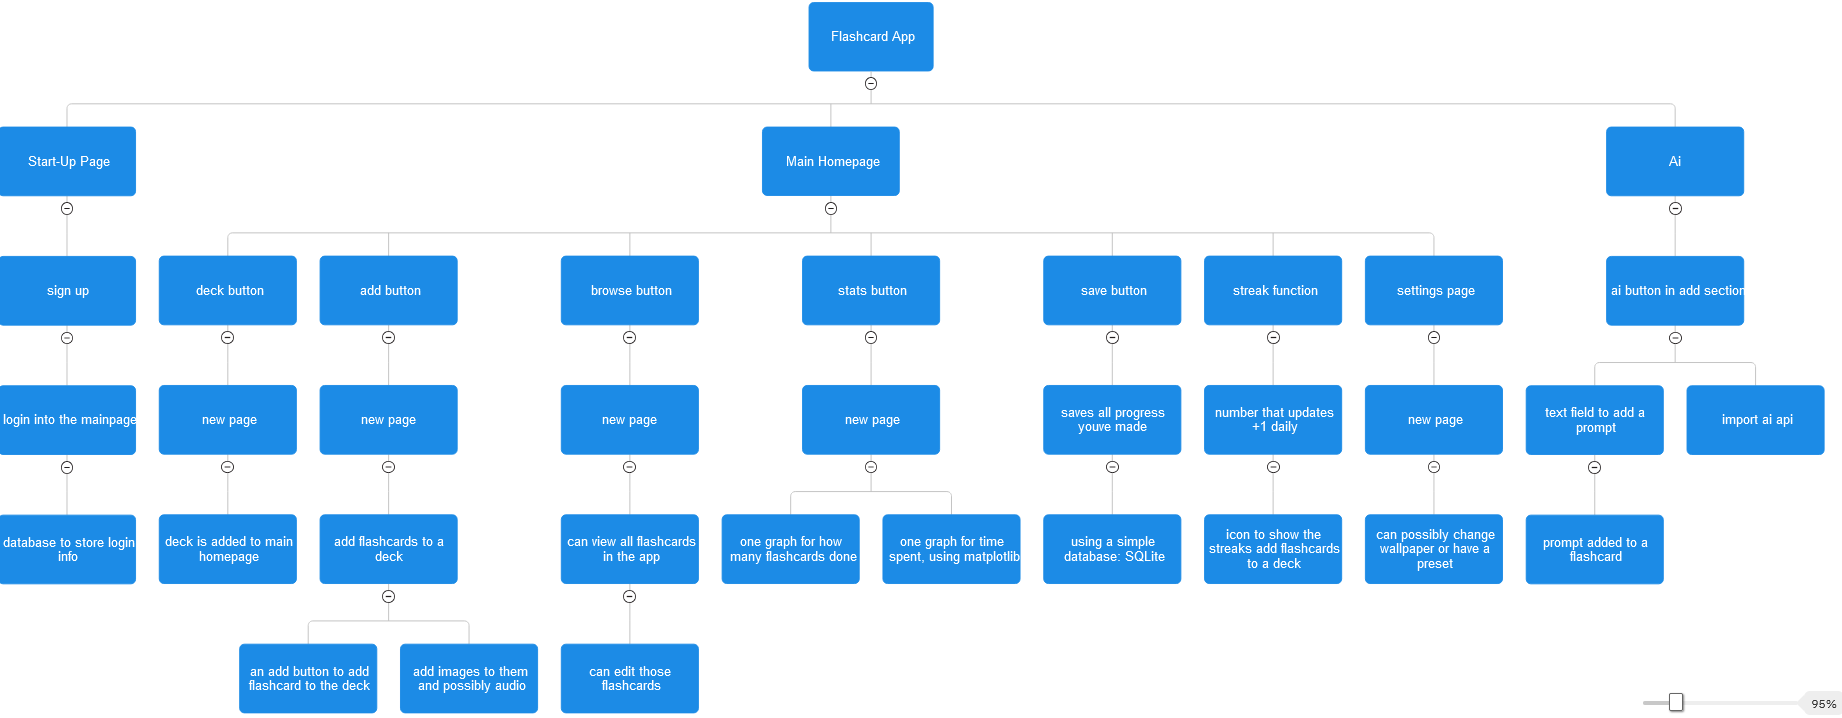 Flashcard App
Start-Up Page
Main Homepage
Ai
sign up
deck button
add button
browse button
stats button
save button
streak function
settings page
ai button in add section
login into the mainpage
new page
new page
new page
new page
saves all progress
youve made
number that updates
+1 daily
new page
text field to add a
prompt
import ai api
database to store login
info
deck is added to main
homepage
add flashcards to a
deck
can view all flashcards
in the app
one graph for how
many flashcards done
one graph for time
spent, using matplotlib
using a simple
database: SQLite
icon to show the
streaks add flashcards
to a deck
can possibly change
wallpaper or have a
preset
prompt added to a
flashcard
an add button to add
flashcard to the deck
add images to them
and possibly audio
can edit those
flashcards
95%